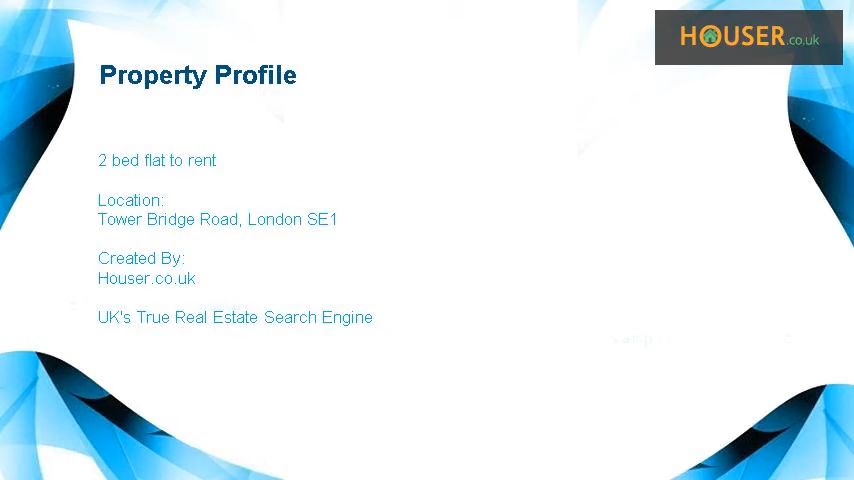 HOUSER.co.uk
Property Profile
2 bed flat to rent
Location:
Tower Bridge Road, London SE1
Created By:
Houser.co.uk
UK's True Real Estate Search Engine